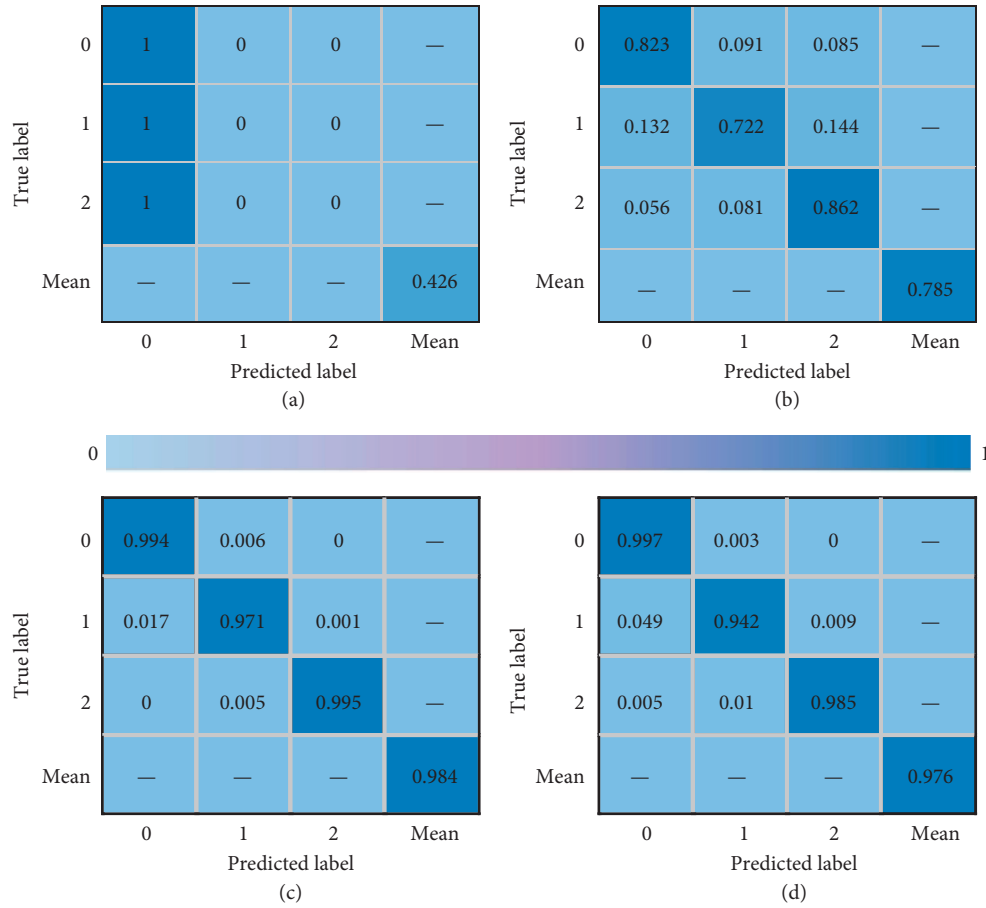 0 1 0 0 —
1 1 0 0 —
2 1 0 0 —
Mean — — — 0.426
0 1 2 Mean
True label
Predicted label
(a)
0 0.823 0.091 0.085 —
1 0.132 0.722 0.144 —
2 0.056 0.081 0.862 —
Mean — — — 0.785
0 1 2 Mean
True label
Predicted label
(b)
0 1
0 0.994 0.006 0 —
1 0.017 0.971 0.001 —
2 0 0.005 0.995 —
Mean — — — 0.984
0 1 2 Mean
True label
Predicted label
(c)
0 0.997 0.003 0 —
1 0.049 0.942 0.009 —
2 0.005 0.01 0.985 —
Mean — — — 0.976
0 1 2 Mean
True label
Predicted label
(d)